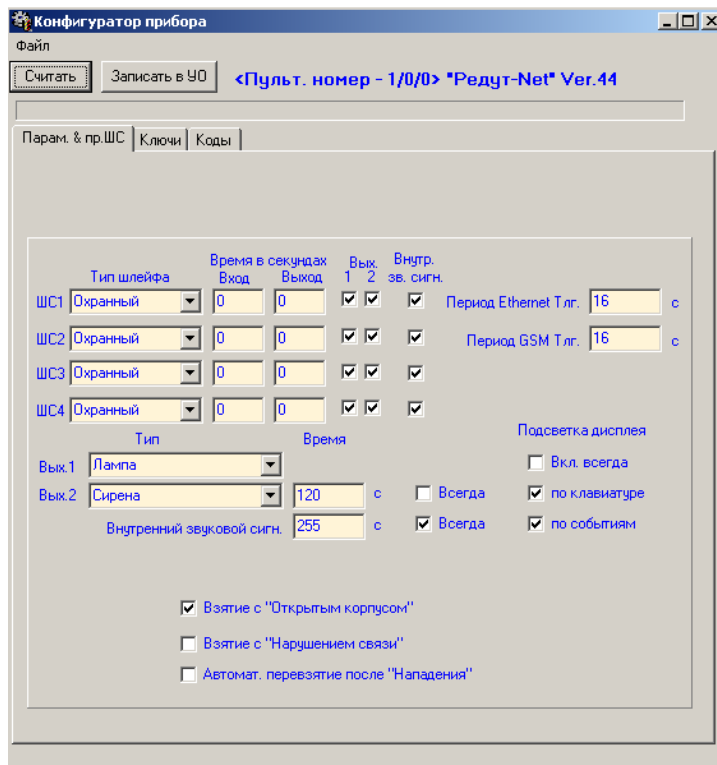 Конфигуратор прибора
Файл
Считать Записать в УО <Пульт. номер - 1/0/0> "Редут-Net" Ver.44
Парам. & пр.ШС Ключи Коды
Время в секундах Вых. Внутр.
Тип шлейфа Вход Выход 1 2 зв. сигн.
ШС1 Охранный 0 0 Период Ethernet Тлг. 16 с
ШС2 Охранный 0 0 Период GSM Тлг. 16 с
ШС3 Охранный 0 0
ШС4 Охранный 0 0
Тип Время Подсветка дисплея
Вых.1 Лампа Вкл. всегда
Вых.2 Сирена 120 с Всегда по клавиатуре
Внутренний звуковой сигн. 255 с Всегда по событиям
Взятие с "Открытым корпусом"
Взятие с "Нарушением связи"
Автомат. перевзятие после "Нападения"